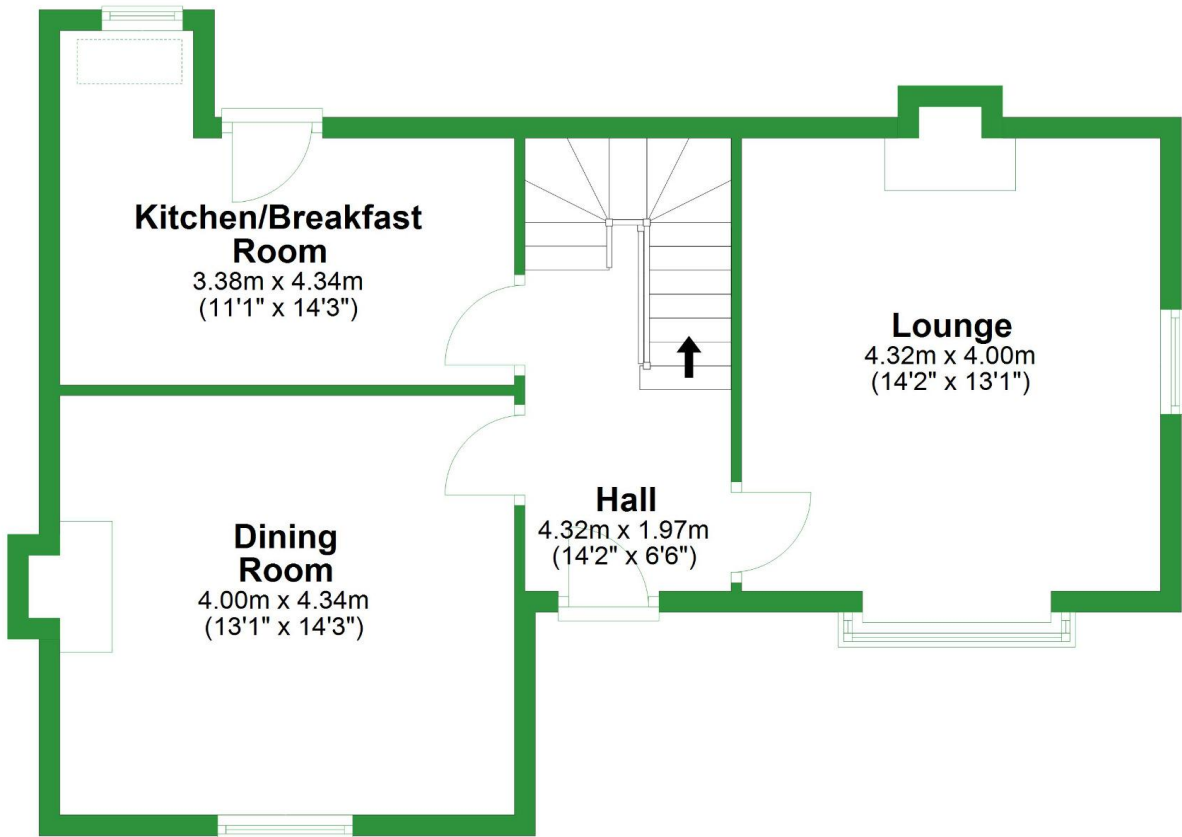 Kitchen/Breakfast
Room
3.38m x 4.34m
(11'1" x 14'3")
Lounge
4.32m x 4.00m
(14'2" x 13'1")
Hall
4.32m x 1.97m
(14'2" x 6'6")
Dining
Room
4.00m x 4.34m
(13'1" x 14'3")